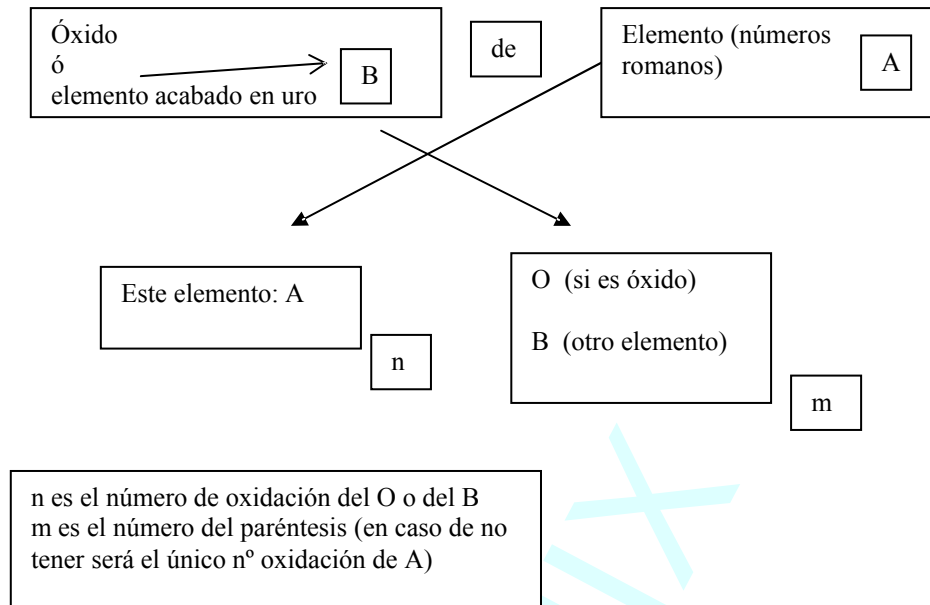 Óxido
ó
elemento acabado en uro
B
de
Elemento (números
romanos)
A
Este elemento: A
n
O (si es óxido)
B (otro elemento)
m
n es el número de oxidación del O o del B
m es el número del paréntesis (en caso de no
tener será el único nº oxidación de A)